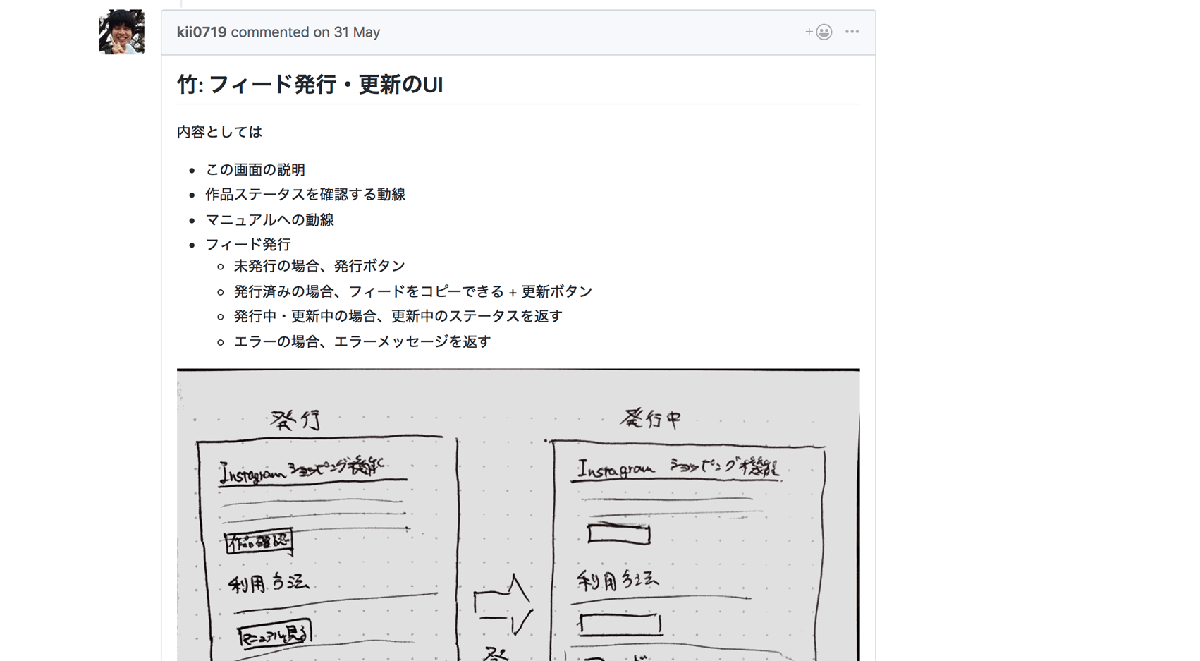 kii0719 commented on 31 May
竹: フィード発行・更新のUI
内容としては
この画面の説明
作品ステータスを確認する動線
マニュアルへの動線
フィード発行
未発行の場合、発行ボタン
発行済みの場合、フィードをコピーできる + 更新ボタン
発行中・更新中の場合、更新中のステータスを返す
エラーの場合、エラーメッセージを返す
発行
発行中
Instagram ショッピング機能
Instagram ショッピング機能
作品確認
利用方法
利用方法
マニュアル見る